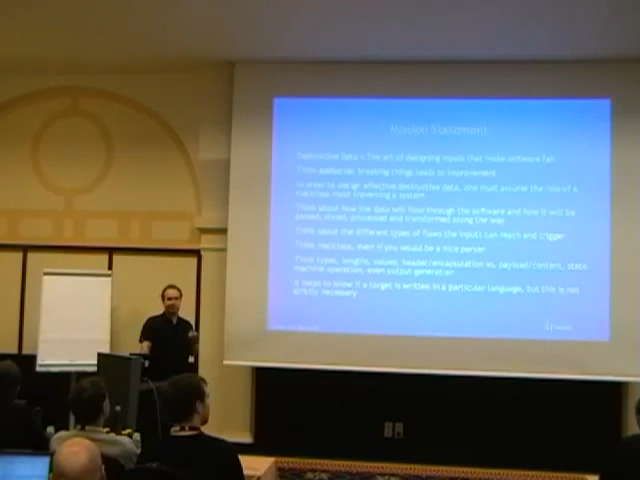 Mission Statement
Destructive Data = The art of designing inputs that make software fail
Think breaking things leads to improvement
In order to design effective destructive data, one must assume the role of a
malicious traversing a system
Think about how the data will flow through the software and how it will be
parsed, stored, processed and transformed along the way
Think about the different types of flaws the inputs can reach and trigger
Think malicious, even if you would be a nice person
Think types, lengths, values, header/encapsulation vs. payload/content, state
machine operation, even output generation
It helps to know if a target is written in a particular language, but this is not
strictly necessary